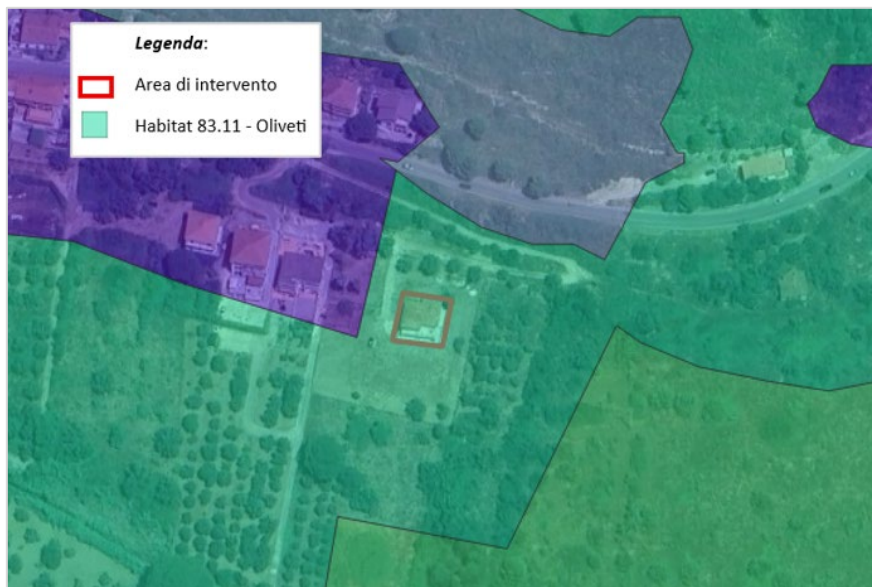 Legenda:
Area di intervento
Habitat 83.11 - Oliveti